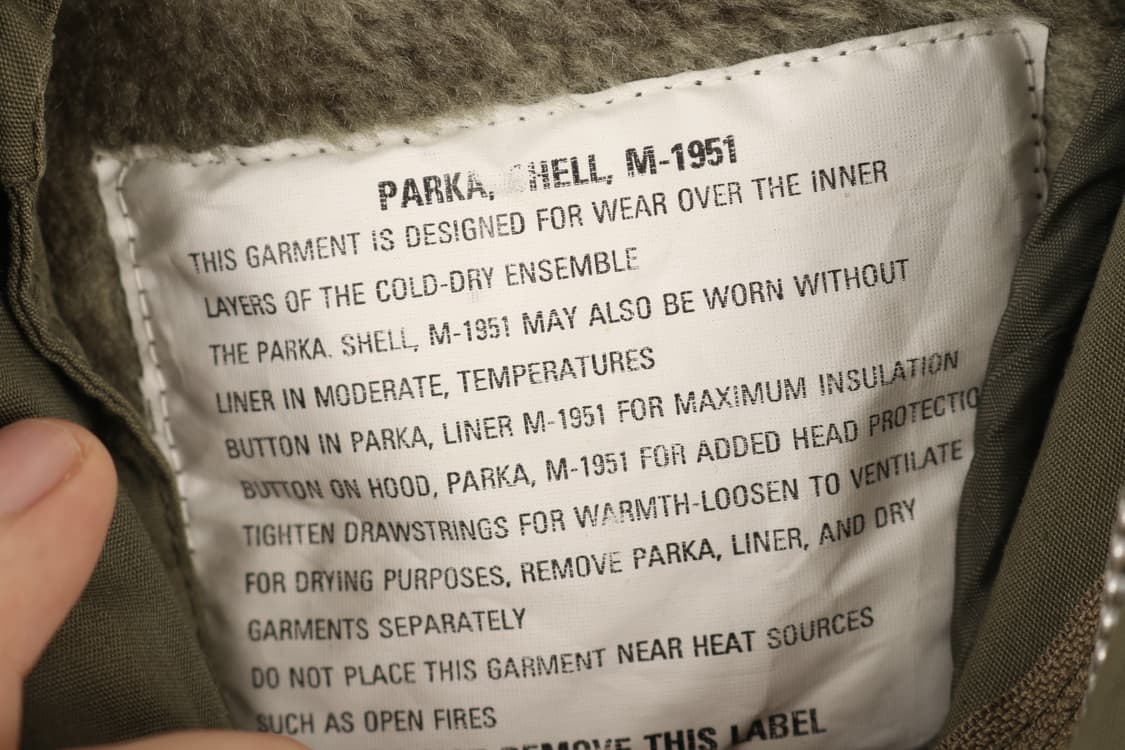 PARKA, SHELL, M-1951
THIS GARMENT IS DESIGNED FOR WEAR OVER THE INNER
LAYERS OF THE COLD-DRY ENSEMBLE
THE PARKA. SHELL, M-1951 MAY ALSO BE WORN WITHOUT
LINER IN MODERATE, TEMPERATURES
BUTTON IN PARKA, LINER M-1951 FOR MAXIMUM INSULATION
BUTTON ON HOOD, PARKA, M-1951 FOR ADDED HEAD PROTECTIO
TIGHTEN DRAWSTRINGS FOR WARMTH-LOOSEN TO VENTILATE
FOR DRYING PURPOSES, REMOVE PARKA, LINER, AND DRY
GARMENTS SEPARATELY
DO NOT PLACE THIS GARMENT NEAR HEAT SOURCES
SUCH AS OPEN FIRES
REMOVE THIS LABEL